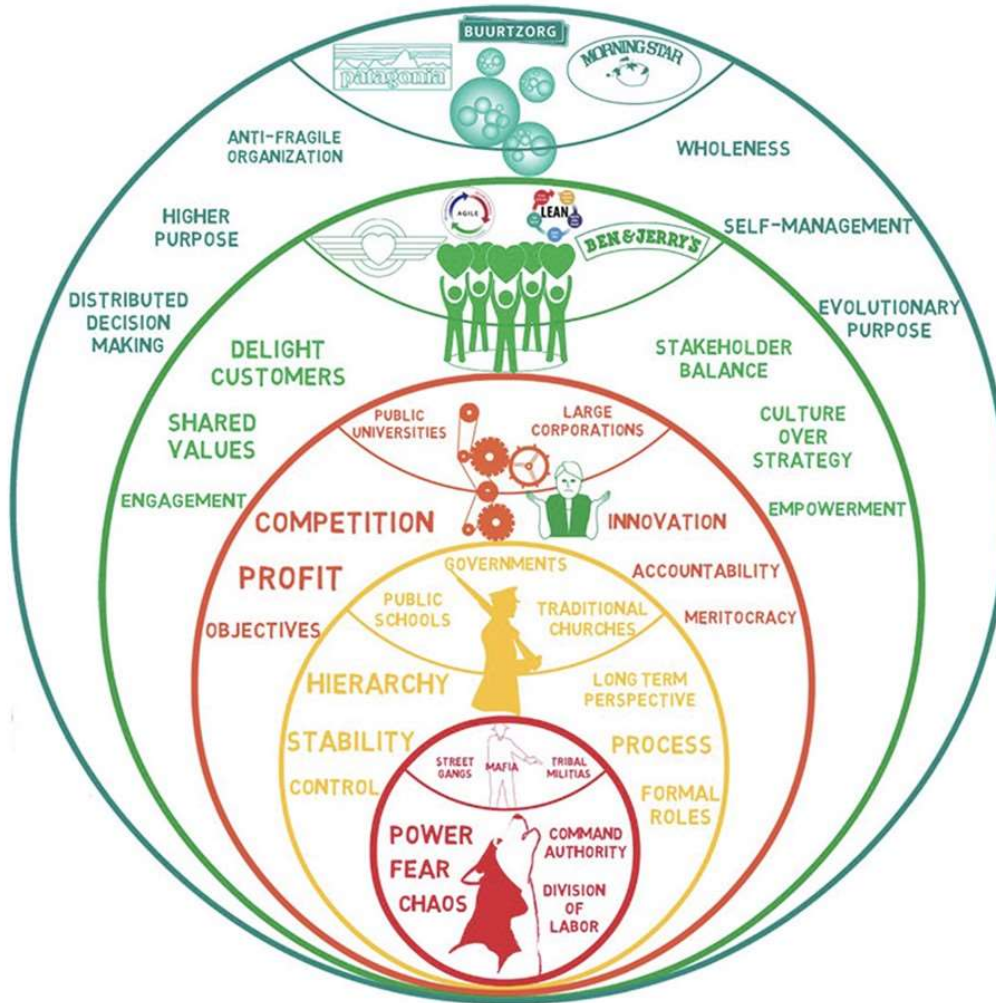 BUURTZORG
patagonia
MORNING STAR
ANTI-FRAGILE
ORGANIZATION
WHOLENESS
HIGHER
PURPOSE
SELF-MANAGEMENT
DISTRIBUTED
DECISION
MAKING
EVOLUTIONARY
PURPOSE
AGILE
LEAN
BEN & JERRY'S
DELIGHT
CUSTOMERS
STAKEHOLDER
BALANCE
SHARED
VALUES
CULTURE
OVER
STRATEGY
ENGAGEMENT
EMPOWERMENT
PUBLIC
UNIVERSITIES
LARGE
CORPORATIONS
COMPETITION
INNOVATION
PROFIT
ACCOUNTABILITY
OBJECTIVES
MERITOCRACY
GOVERNMENTS
PUBLIC
SCHOOLS
TRADITIONAL
CHURCHES
HIERARCHY
LONG TERM
PERSPECTIVE
STABILITY
PROCESS
CONTROL
FORMAL
ROLES
STREET
GANGS
MAFIA
TRIBAL
MILITIAS
POWER
FEAR
CHAOS
COMMAND
AUTHORITY
DIVISION
OF
LABOR